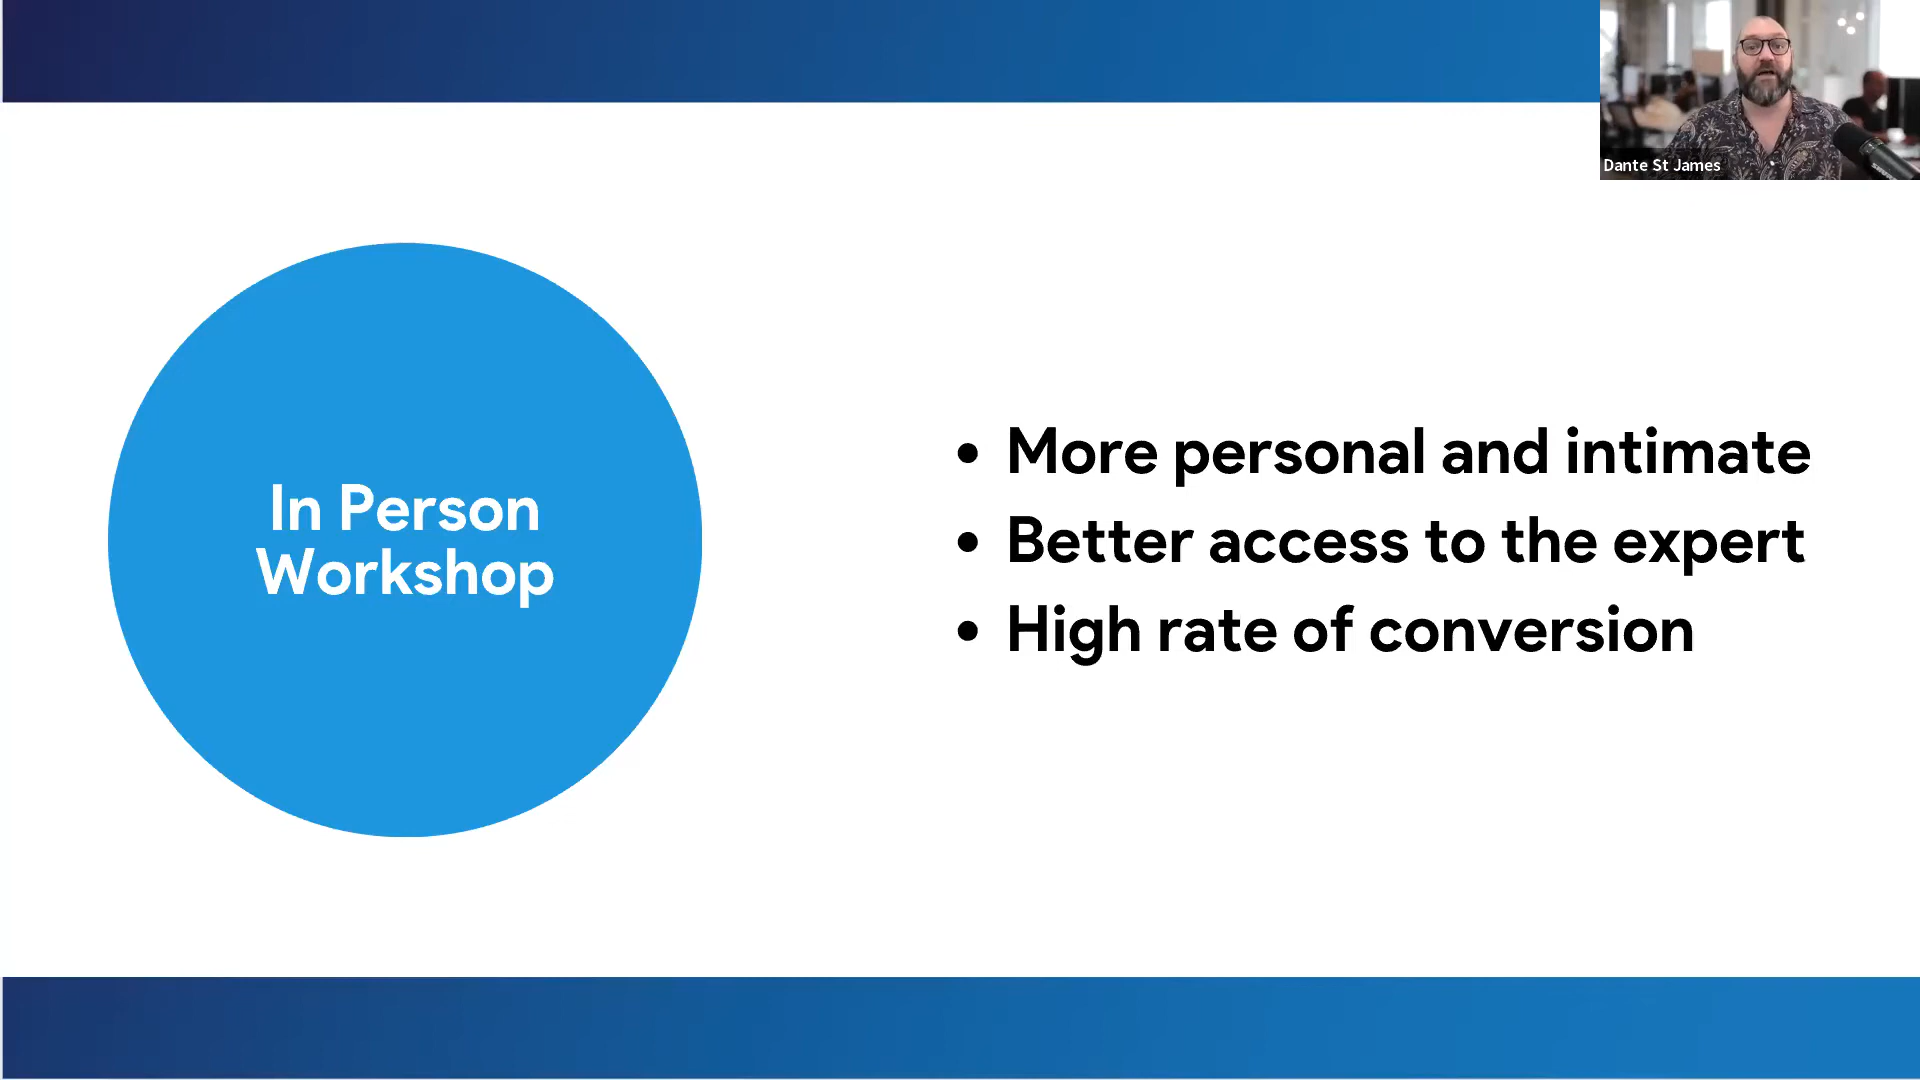 Dante St James
In Person
Workshop
• More personal and intimate
• Better access to the expert
• High rate of conversion